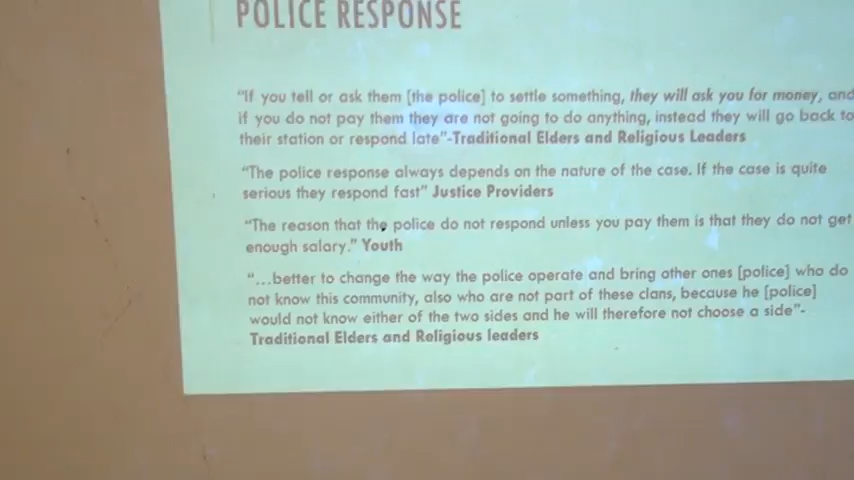 POLICE RESPONSE
“If you tell or ask them [the police] to settle something, they will ask you for money, and
if you do not pay them they are not going to do anything, instead they will go back to
their station or respond late”-Traditional Elders and Religious Leaders
“The police response always depends on the nature of the case. If the case is quite
serious they respond fast” Justice Providers
“The reason that the police do not respond unless you pay them is that they do not get
enough salary.” Youth
“...better to change the way the police operate and bring other ones [police] who do
not know this community, also who are not part of these clans, because he [police]
would not know either of the two sides and he will therefore not choose a side”-
Traditional Elders and Religious leaders